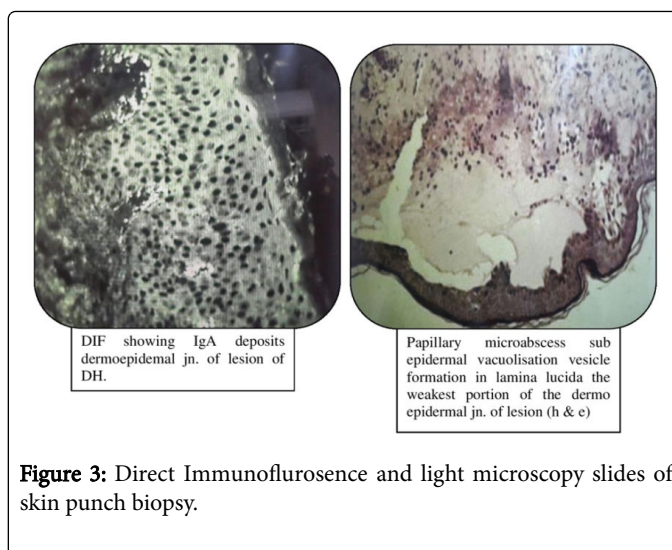 DIF showing IgA deposits
dermoepidemal jn. of lesion of
DH.
Papillary microabscess sub
epidermal vacuolisation vesicle
formation in lamina lucida the
weakest portion of the dermo
epidermal jn. of lesion (h & e)
Figure 3: Direct Immunoflurosence and light microscopy slides of
skin punch biopsy.